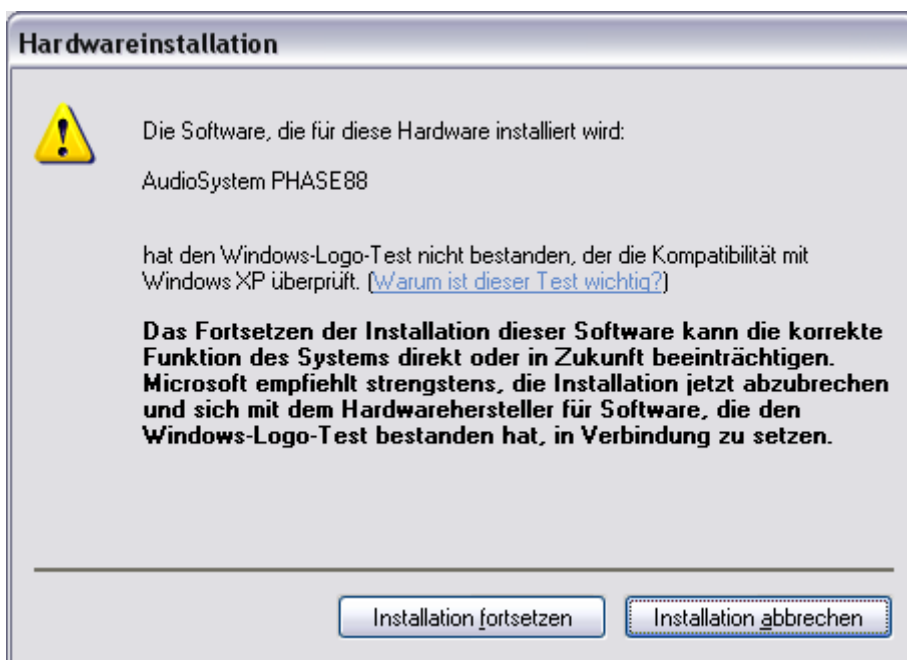 Hardwareinstallation
Die Software, die für diese Hardware installiert wird:
AudioSystem PHASE88
hat den Windows-Logo-Test nicht bestanden, der die Kompatibilität mit
Windows XP überprüft. (Warum ist dieser Test wichtig?)
Das Fortsetzen der Installation dieser Software kann die korrekte
Funktion des Systems direkt oder in Zukunft beeinträchtigen.
Microsoft empfiehlt strengstens, die Installation jetzt abzubrechen
und sich mit dem Hardwarehersteller für Software, die den
Windows-Logo-Test bestanden hat, in Verbindung zu setzen.
Installation fortsetzen
Installation abbrechen